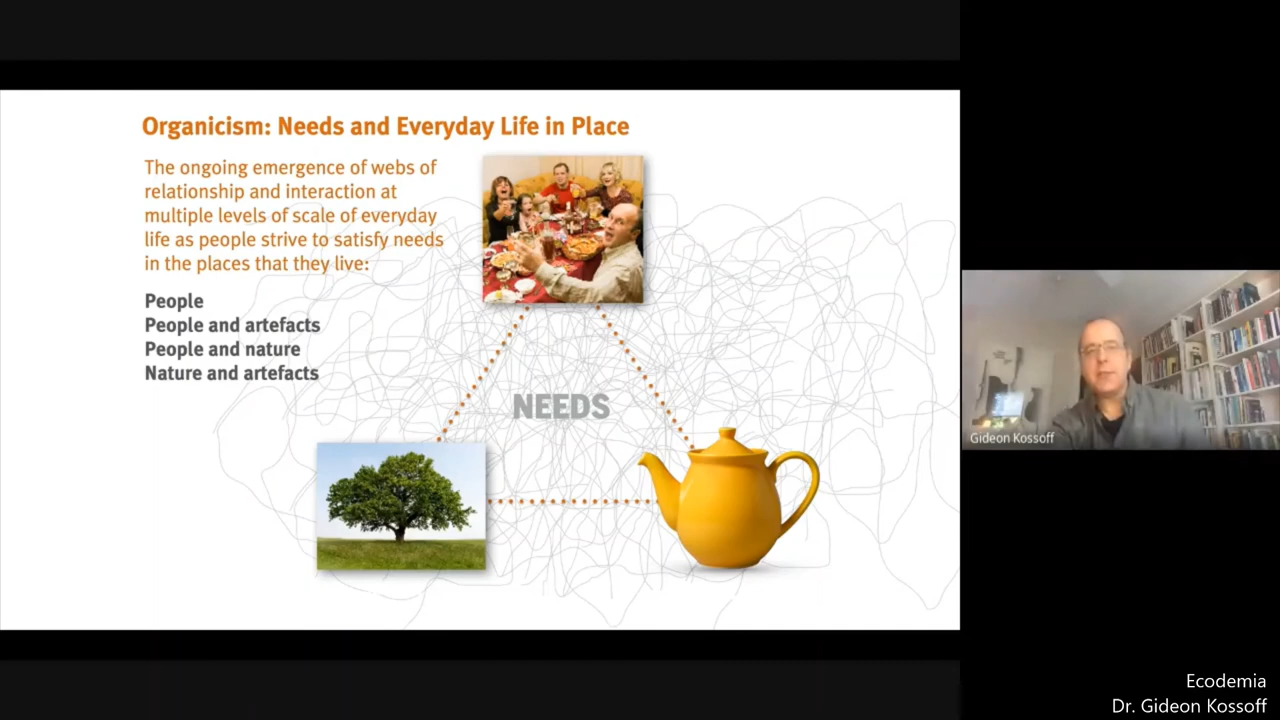 Organicism: Needs and Everyday Life in Place
The ongoing emergence of webs of
relationship and interaction at
multiple levels of scale of everyday
life as people strive to satisfy needs
in the places that they live:
People
People and artefacts
People and nature
Nature and artefacts
NEEDS
Gideon Kossoff
Ecodemia
Dr. Gideon Kossoff